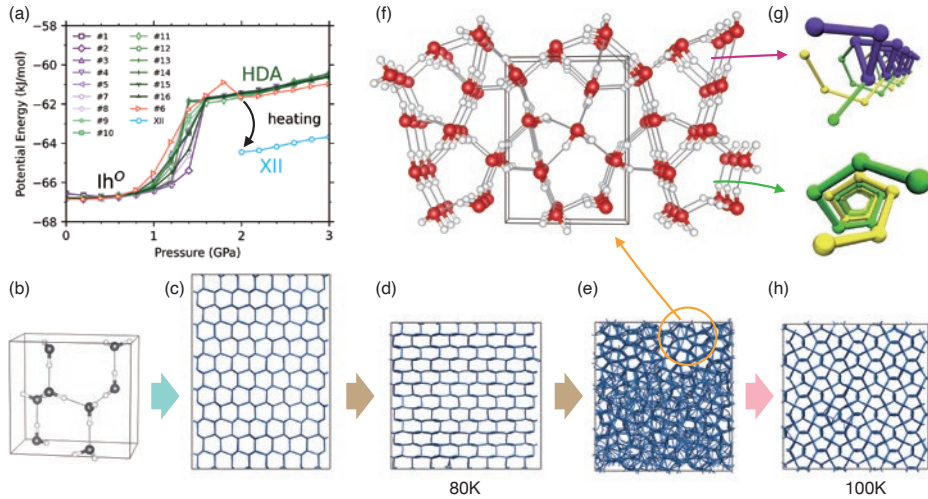 (a)
Potential Energy (kJ/mol)
−56
−58
−60
−62
−64
−66
−68
0
1
2
3
Pressure (GPa)
#1
#2
#3
#4
#5
#7
#8
#9
#10
#11
#12
#13
#14
#15
#16
#6
XII
HDA
heating
XII
Ih^O
(f)
(g)
(b)
(c)
(d)
(e)
(h)
80K
100K